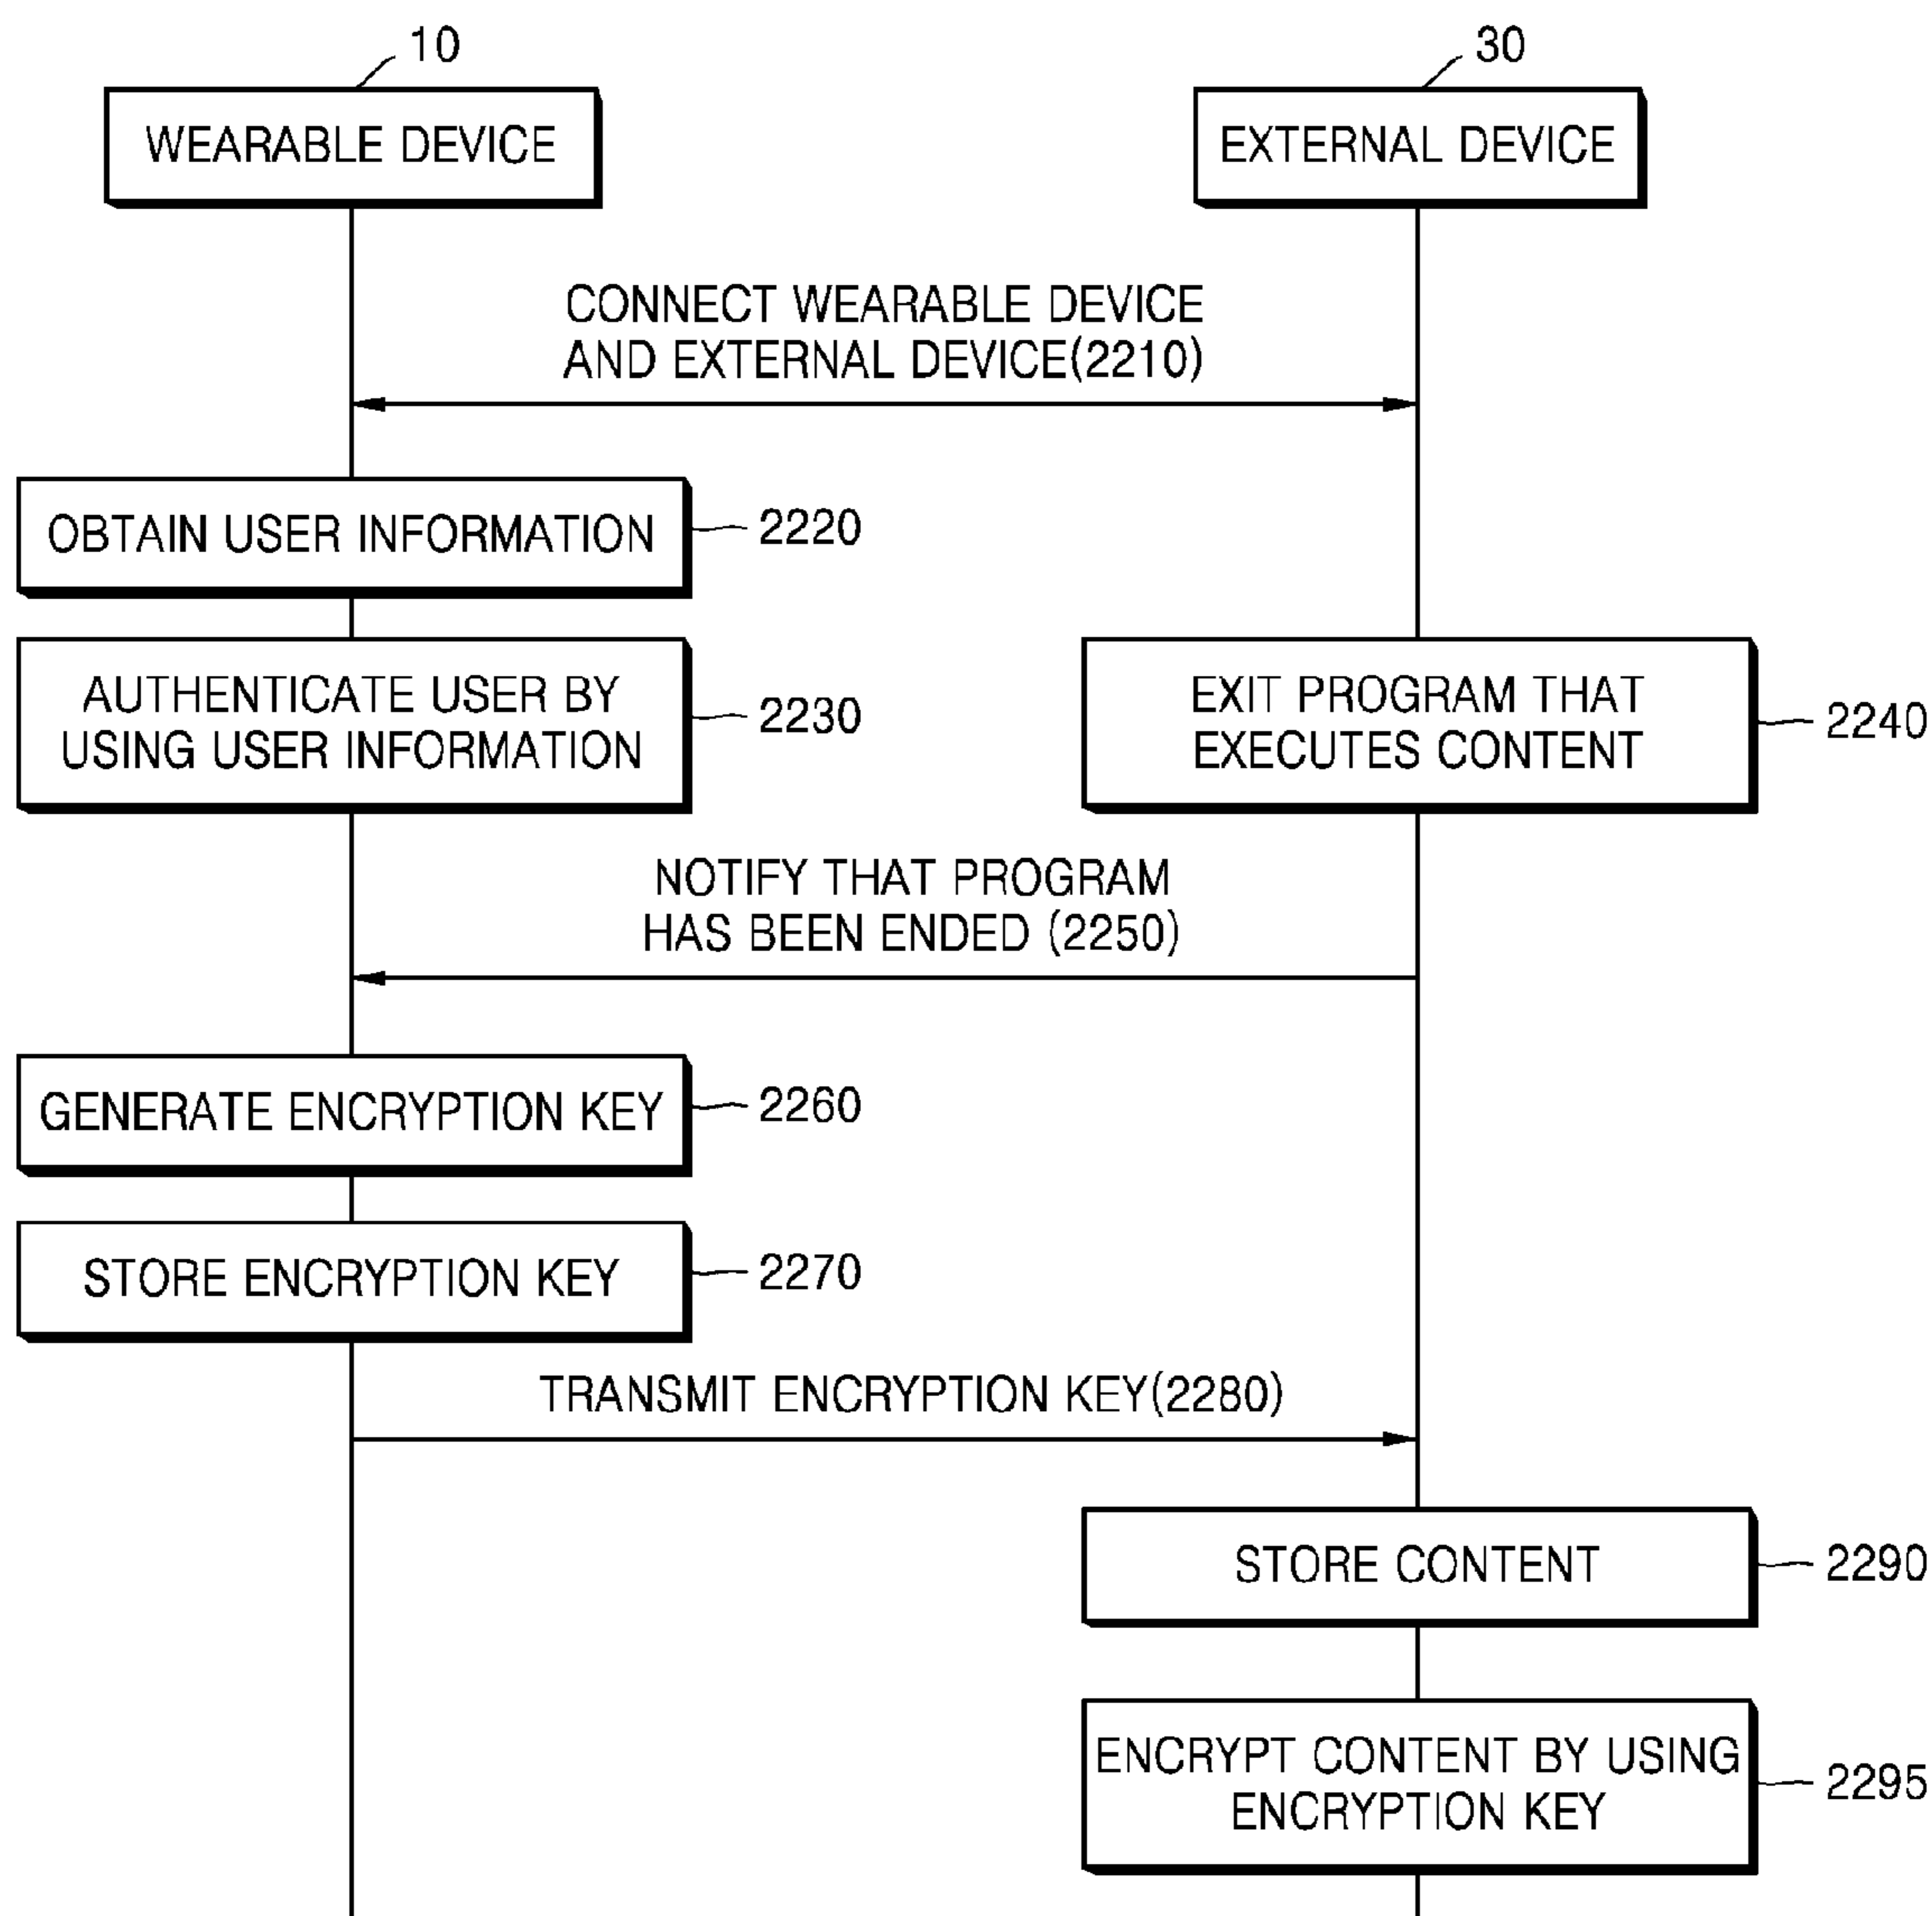 10
30
WEARABLE DEVICE
EXTERNAL DEVICE
CONNECT WEARABLE DEVICE
AND EXTERNAL DEVICE(2210)
OBTAIN USER INFORMATION
2220
AUTHENTICATE USER BY
USING USER INFORMATION
2230
EXIT PROGRAM THAT
EXECUTES CONTENT
2240
NOTIFY THAT PROGRAM
HAS BEEN ENDED (2250)
GENERATE ENCRYPTION KEY
2260
STORE ENCRYPTION KEY
2270
TRANSMIT ENCRYPTION KEY(2280)
STORE CONTENT
2290
ENCRYPT CONTENT BY USING
ENCRYPTION KEY
2295